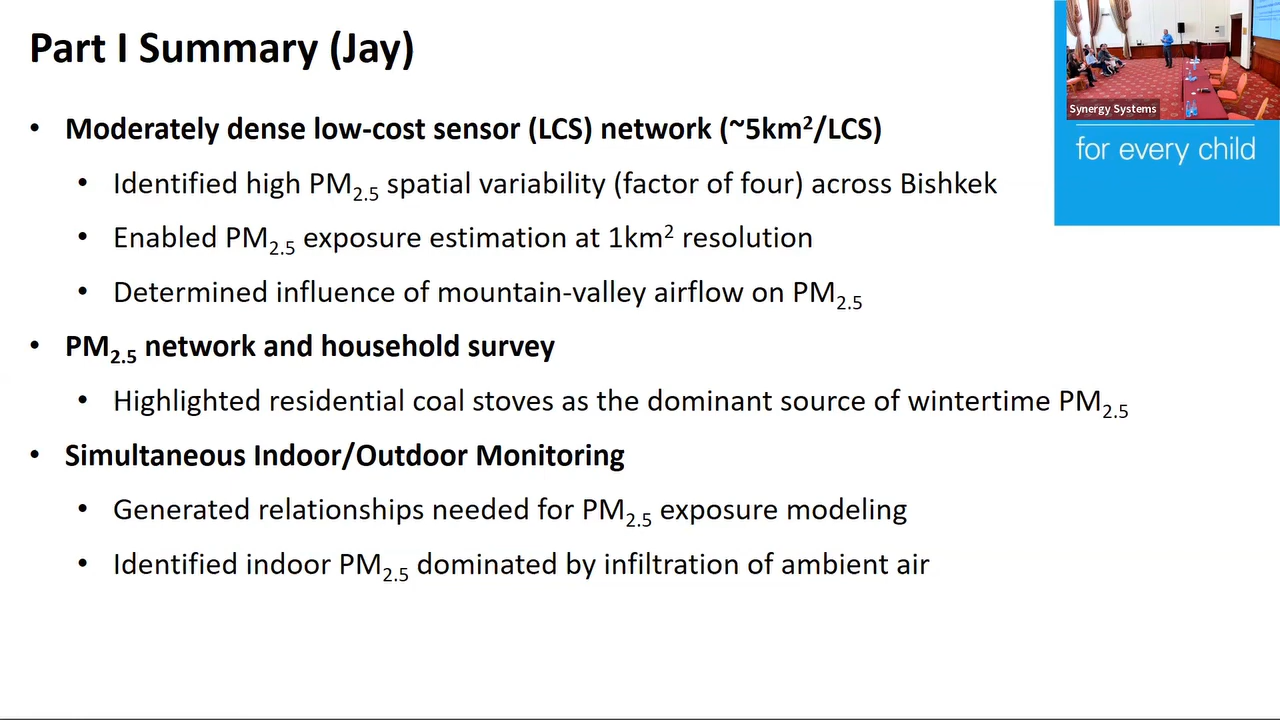 Part I Summary (Jay)
• Moderately dense low-cost sensor (LCS) network (~5km²/LCS)
• Identified high PM₂.₅ spatial variability (factor of four) across Bishkek
• Enabled PM₂.₅ exposure estimation at 1km² resolution
• Determined influence of mountain-valley airflow on PM₂.₅
• PM₂.₅ network and household survey
• Highlighted residential coal stoves as the dominant source of wintertime PM₂.₅
• Simultaneous Indoor/Outdoor Monitoring
• Generated relationships needed for PM₂.₅ exposure modeling
• Identified indoor PM₂.₅ dominated by infiltration of ambient air
Synergy Systems
for every child